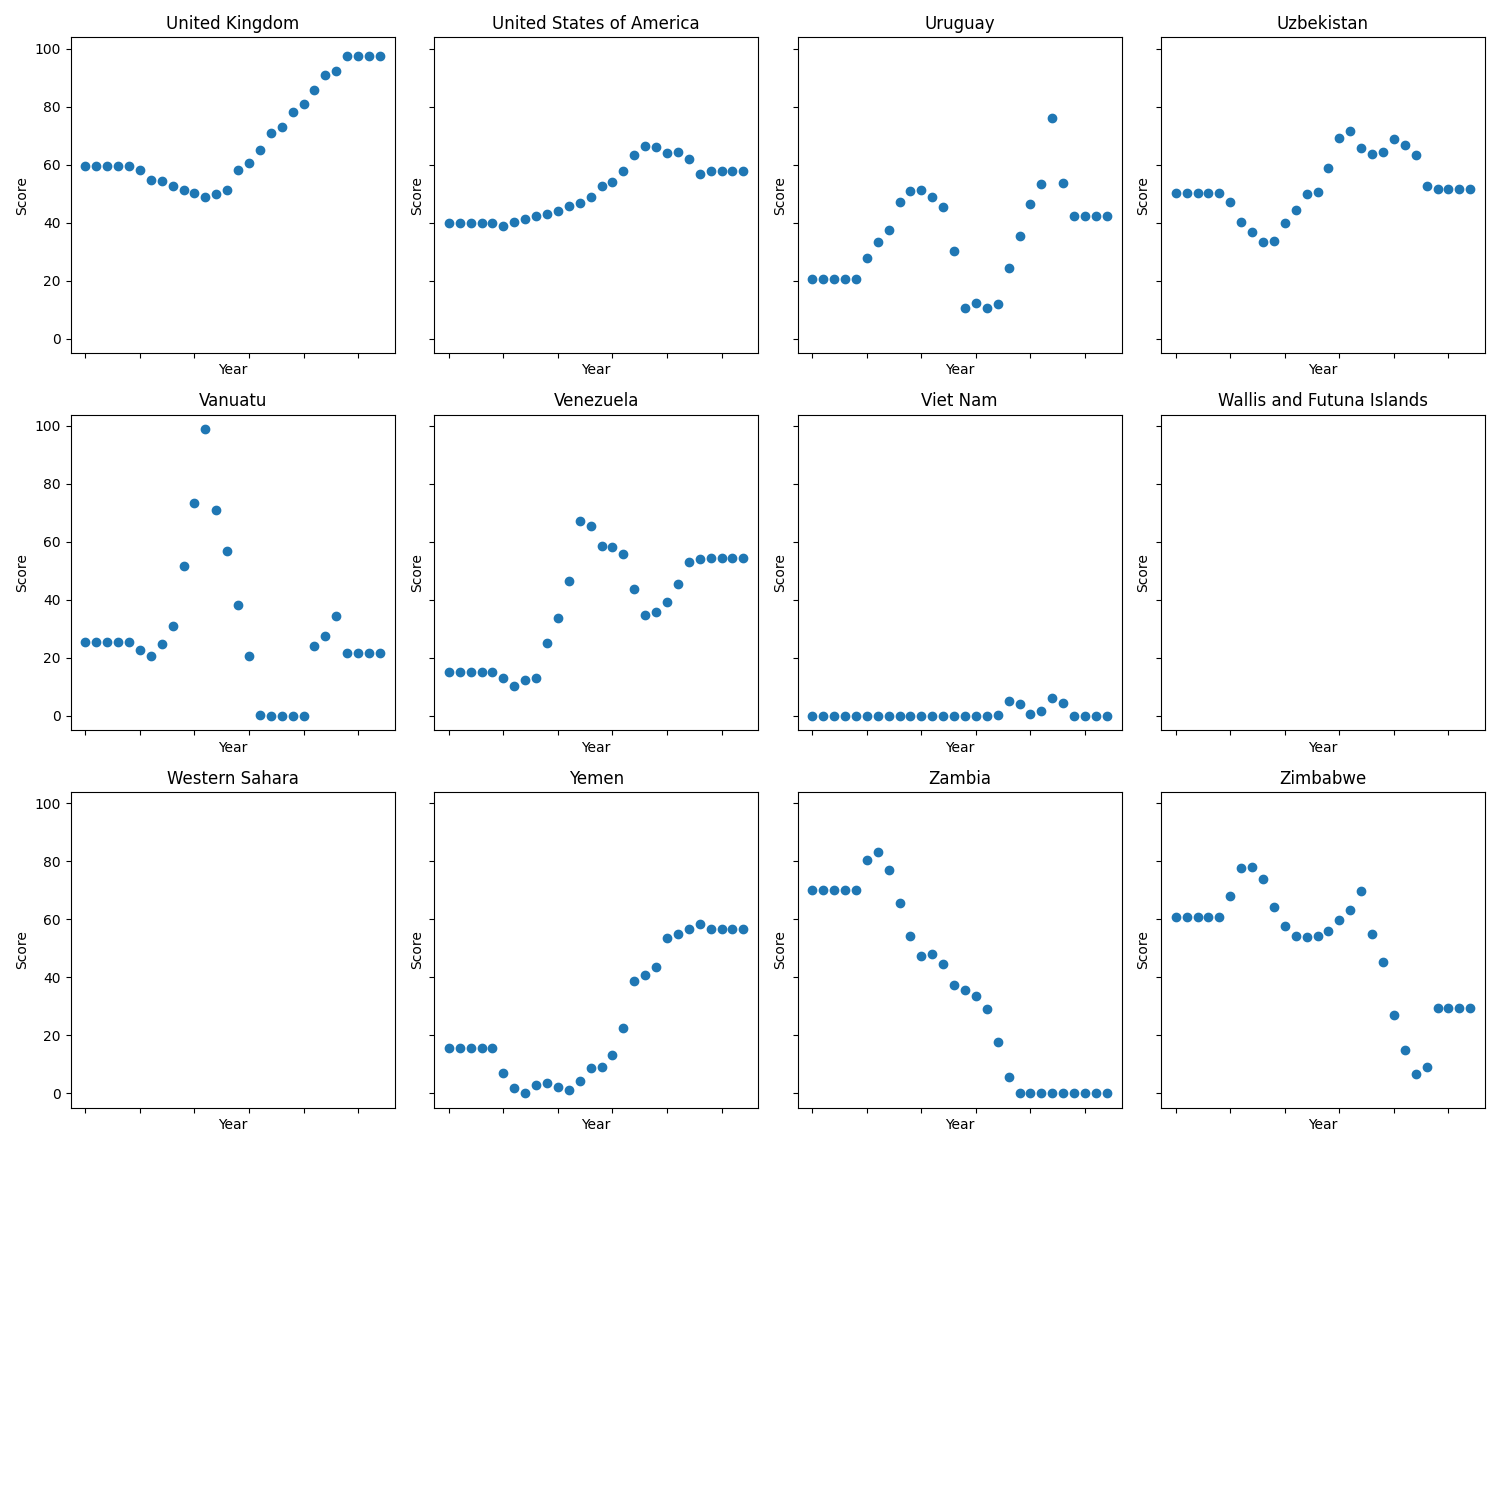 United Kingdom
United States of America
Uruguay
Uzbekistan
100
80
60
40
20
0
Score
Score
Score
Score
Year
Year
Year
Year
Vanuatu
Venezuela
Viet Nam
Wallis and Futuna Islands
100
80
60
40
20
0
Score
Score
Score
Score
Year
Year
Year
Year
Western Sahara
Yemen
Zambia
Zimbabwe
100
80
60
40
20
0
Score
Score
Score
Score
Year
Year
Year
Year